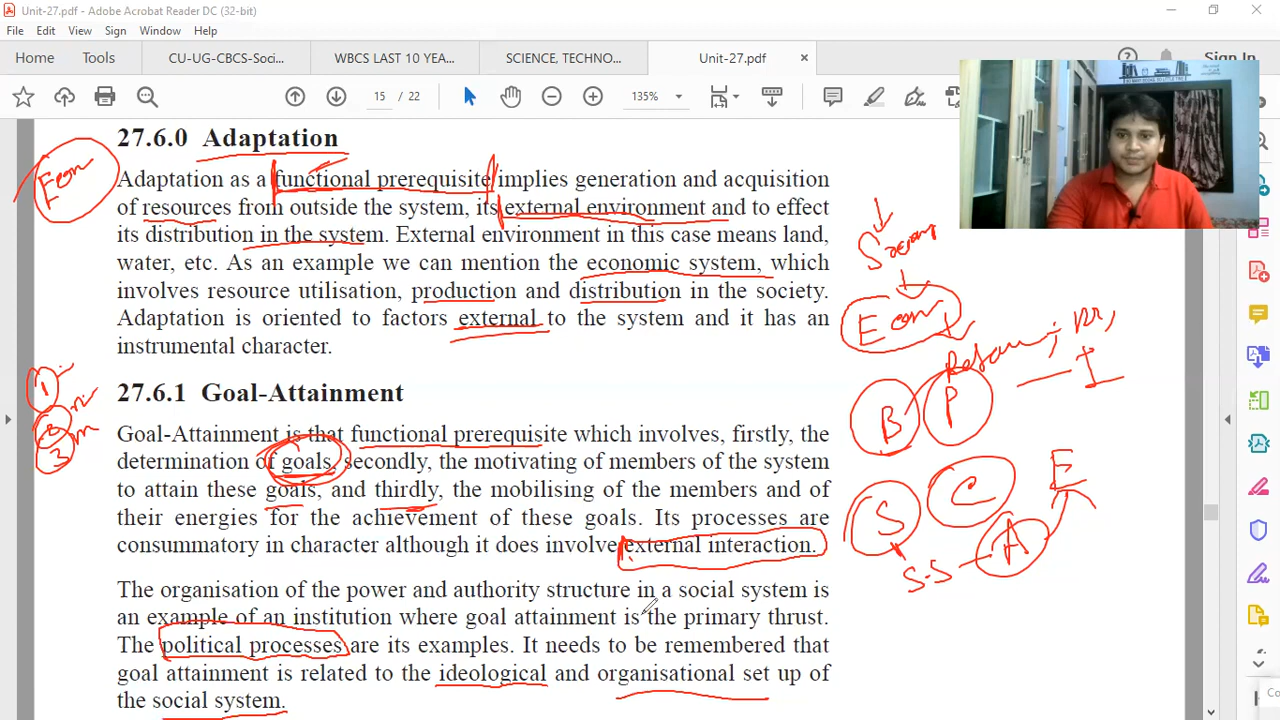 Unit-27.pdf - Adobe Acrobat Reader DC (32-bit)
File Edit View Sign Window Help
Home Tools CU-UG-CBCS-Soci... WBCS LAST 10 YEA... SCIENCE, TECHNO... Unit-27.pdf Sign In
15 / 22 135%
27.6.0 Adaptation
Econ
Adaptation as a functional prerequisite implies generation and acquisition
of resources from outside the system, its external environment and to effect
its distribution in the system. External environment in this case means land,
water, etc. As an example we can mention the economic system, which
involves resource utilisation, production and distribution in the society.
Adaptation is oriented to factors external to the system and it has an
instrumental character.
Econ
B P
S C E
S.S A
1
3
27.6.1 Goal-Attainment
Goal-Attainment is that functional prerequisite which involves, firstly, the
determination of goals, secondly, the motivating of members of the system
to attain these goals, and thirdly, the mobilising of the members and of
their energies for the achievement of these goals. Its processes are
consummatory in character although it does involve external interaction.
The organisation of the power and authority structure in a social system is
an example of an institution where goal attainment is the primary thrust.
The political processes are its examples. It needs to be remembered that
goal attainment is related to the ideological and organisational set up of
the social system.